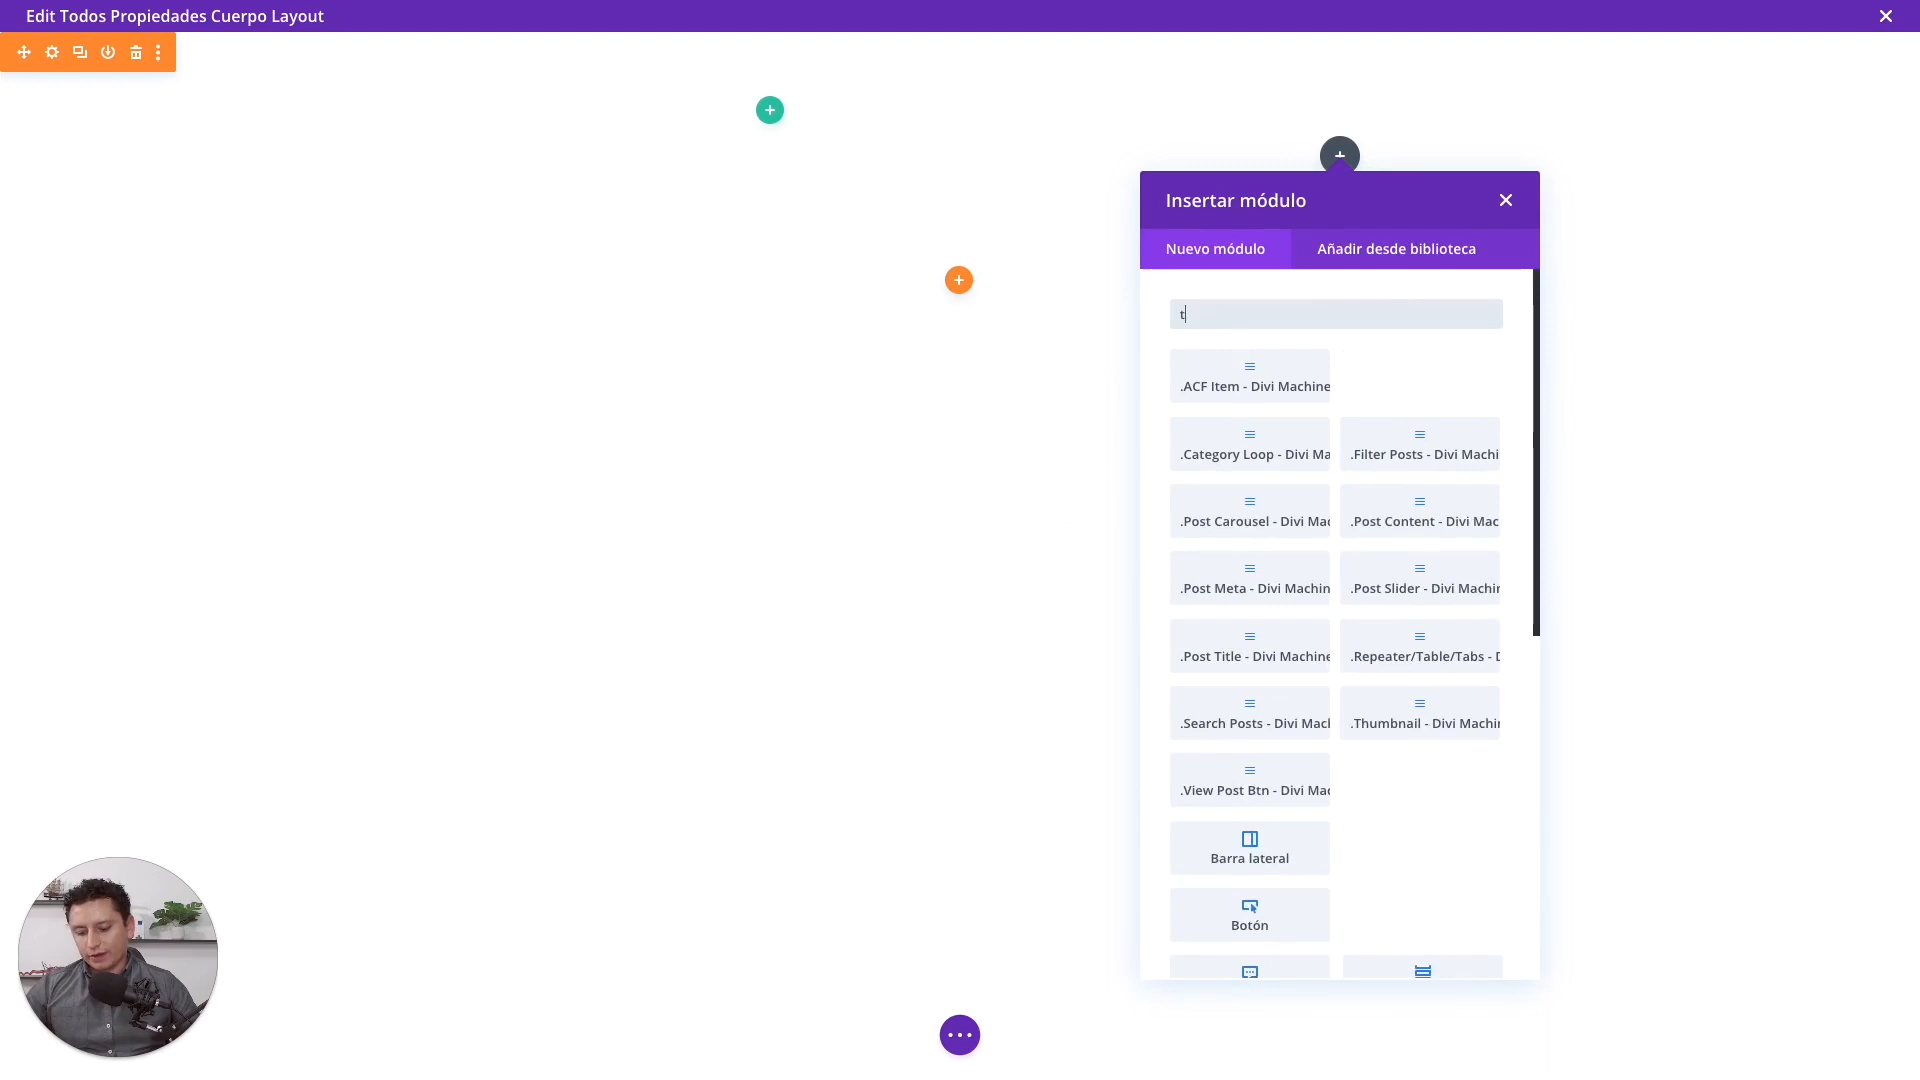 Edit Todos Propiedades Cuerpo Layout
Insertar módulo
Nuevo módulo
Añadir desde biblioteca
t
.ACF Item - Divi Machine
.Category Loop - Divi Ma
.Filter Posts - Divi Machi
.Post Carousel - Divi Mac
.Post Content - Divi Mac
.Post Meta - Divi Machin
.Post Slider - Divi Machin
.Post Title - Divi Machine
.Repeater/Table/Tabs - D
.Search Posts - Divi Mach
.Thumbnail - Divi Machin
.View Post Btn - Divi Mac
Barra lateral
Botón